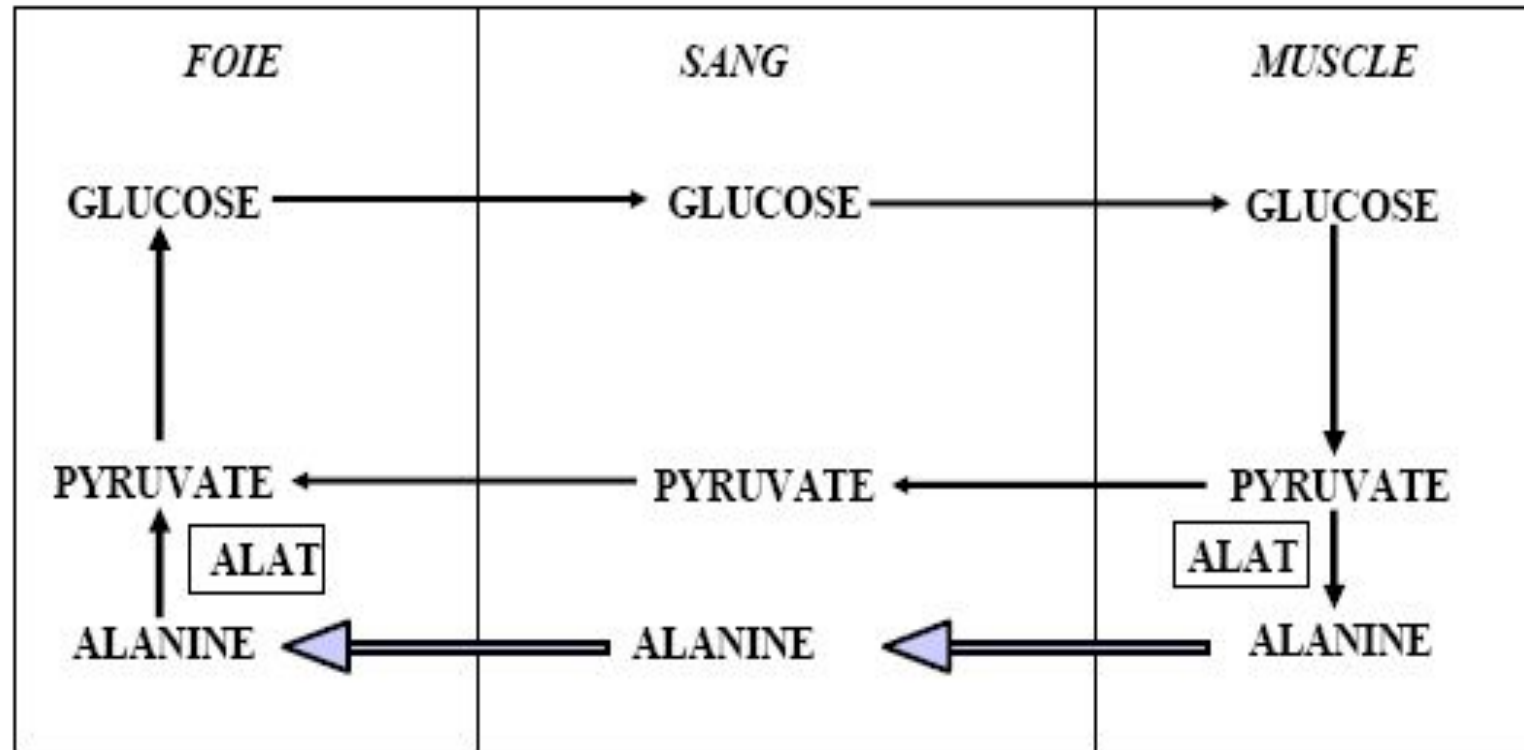 FOIE SANG MUSCLE
GLUCOSE GLUCOSE GLUCOSE
PYRUVATE PYRUVATE PYRUVATE
ALAT ALAT
ALANINE ALANINE ALANINE